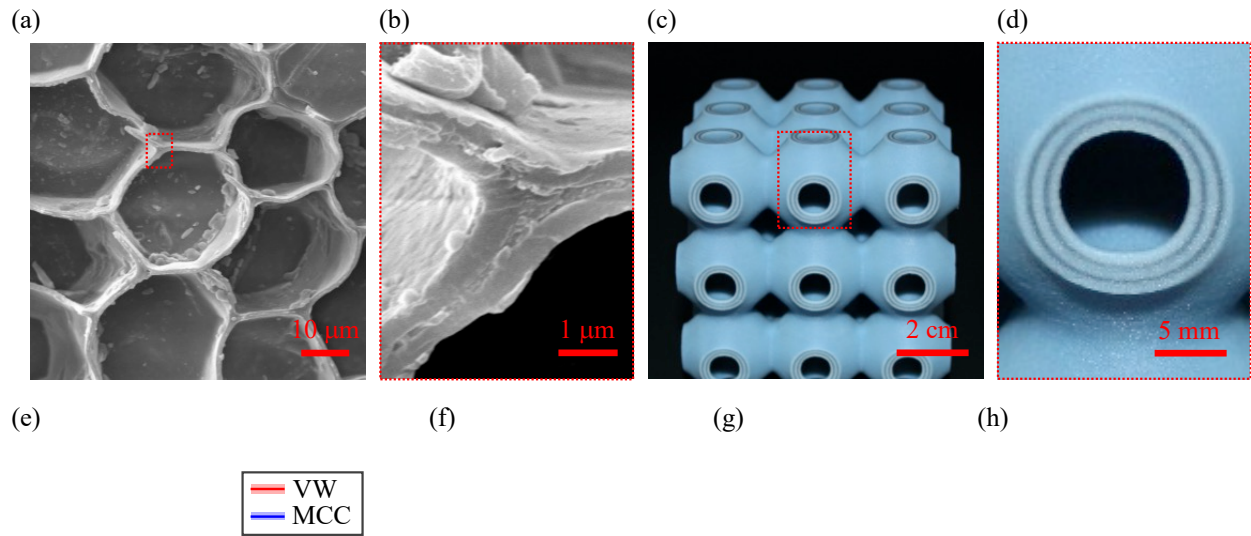 (a) (b) (c) (d)
10 μm 1 μm 2 cm 5 mm
(e) (f) (g) (h)
VW
MCC